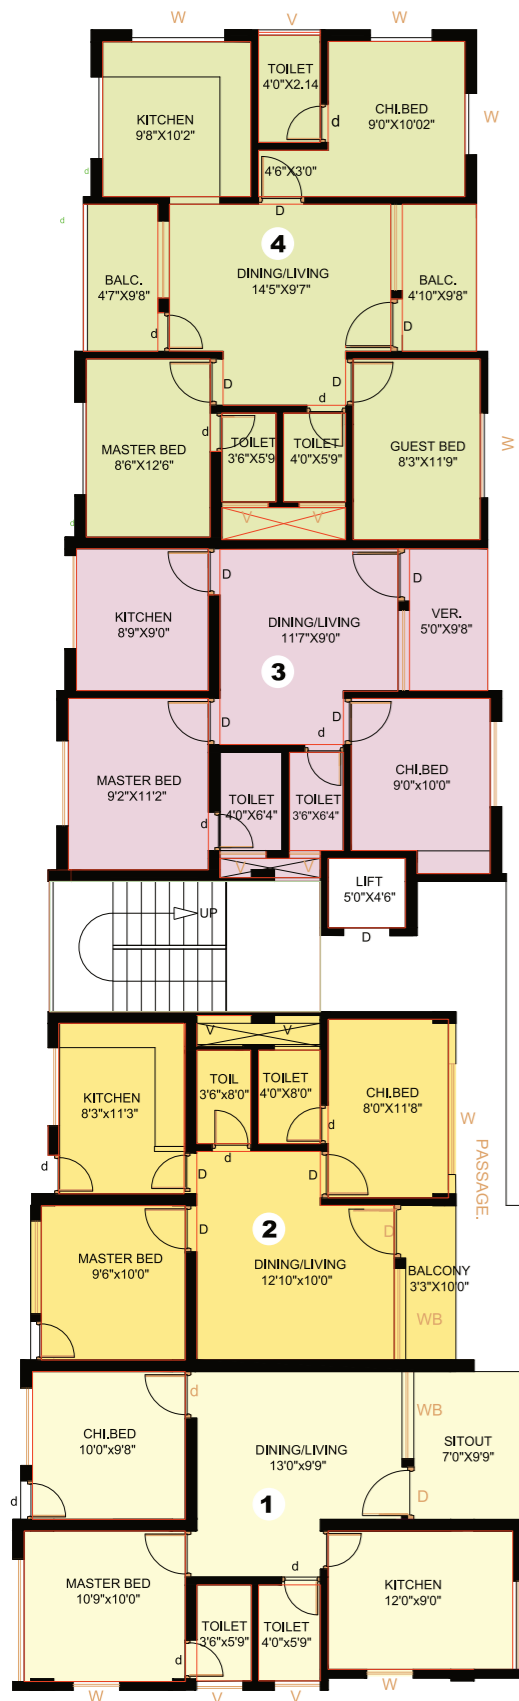 W
V
W
TOILET
4'0"X2.14
KITCHEN
9'8"X10'2"
CHI.BED
9'0"X10'02"
W
d
d
4'6"X3'0"
D
d
4
DINING/LIVING
14'5"X9'7"
BALC.
4'7"X9'8"
BALC.
4'10"X9'8"
d
D
D
D
d
MASTER BED
8'6"X12'6"
d
TOILET
3'6"X5'9
TOILET
4'0"X5'9"
GUEST BED
8'3"X11'9"
W
V
V
d
D
D
KITCHEN
8'9"X9'0"
DINING/LIVING
11'7"X9'0"
VER.
5'0"X9'8"
3
D
D
d
MASTER BED
9'2"X11'2"
CHI.BED
9'0"x10'0"
TOILET
4'0"X6'4"
TOILET
3'6"X6'4"
d
V
V
LIFT
5'0"X4'6"
UP
D
V
V
TOIL
3'6"x8'0"
TOILET
4'0"X8'0"
KITCHEN
8'3"x11'3"
CHI.BED
8'0"X11'8"
W
d
d
d
D
D
PASSAGE.
2
D
D
MASTER BED
9'6"x10'0"
DINING/LIVING
12'10"x10'0"
BALCONY
3'3"X10'0"
WB
d
WB
CHI.BED
10'0"x9'8"
DINING/LIVING
13'0"x9'9"
SITOUT
7'0"X9'9"
D
d
1
d
MASTER BED
10'9"x10'0"
KITCHEN
12'0"x9'0"
TOILET
3'6"x5'9"
TOILET
4'0"x5'9"
d
W
V
V
W